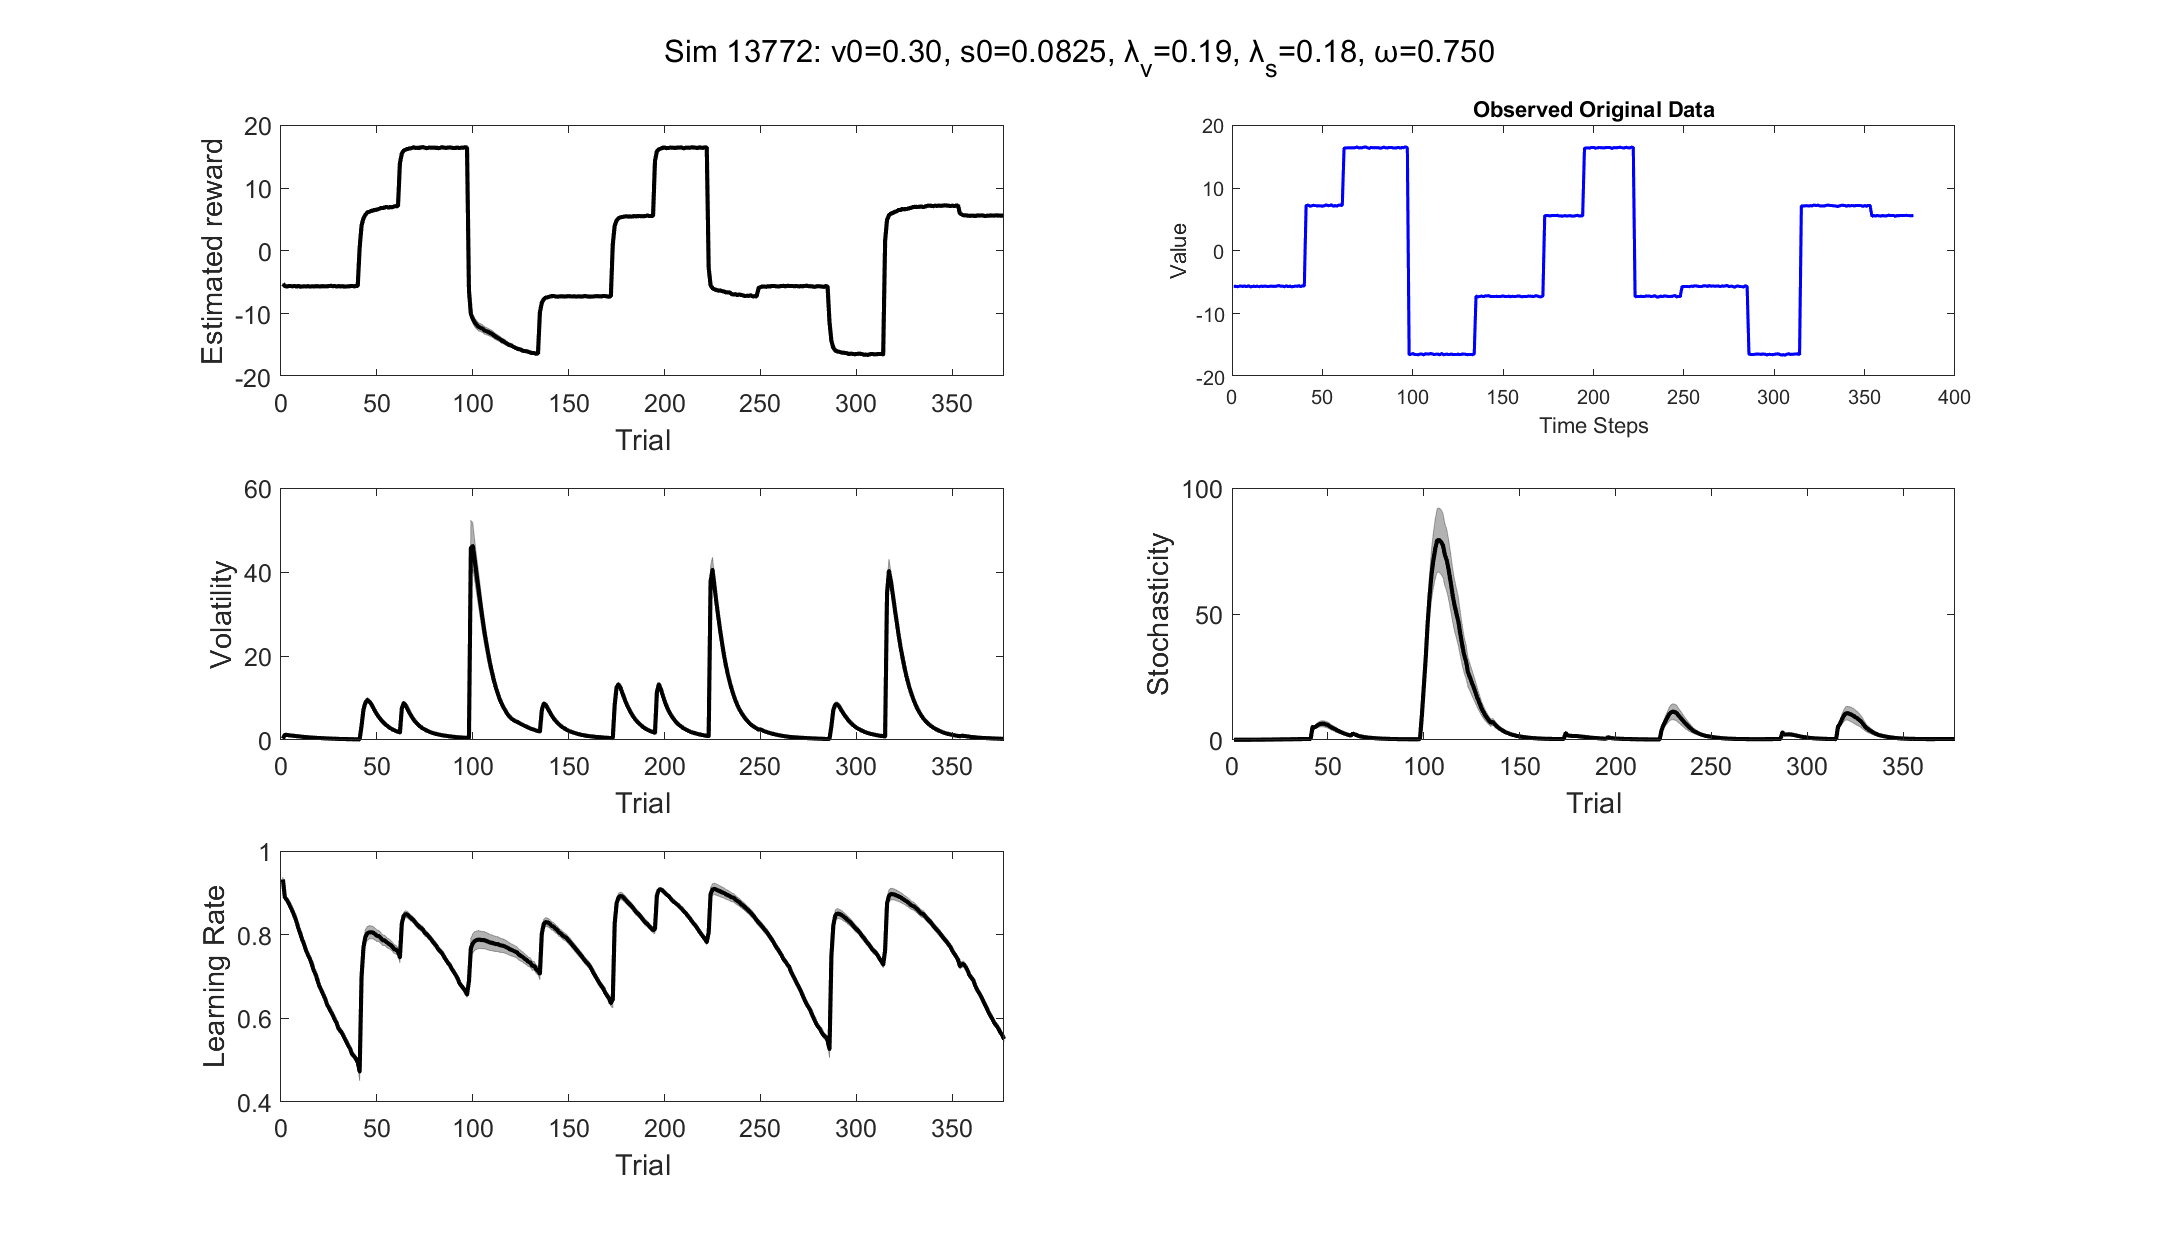 Sim 13772: v0=0.30, s0=0.0825, λ_v=0.19, λ_s=0.18, ω=0.750
Estimated reward
20
10
0
-10
-20
0 50 100 150 200 250 300 350
Trial
Observed Original Data
Value
20
10
0
-10
-20
0 50 100 150 200 250 300 350 400
Time Steps
Volatility
60
40
20
0
0 50 100 150 200 250 300 350
Trial
Stochasticity
100
50
0
0 50 100 150 200 250 300 350
Trial
Learning Rate
1
0.8
0.6
0.4
0 50 100 150 200 250 300 350
Trial